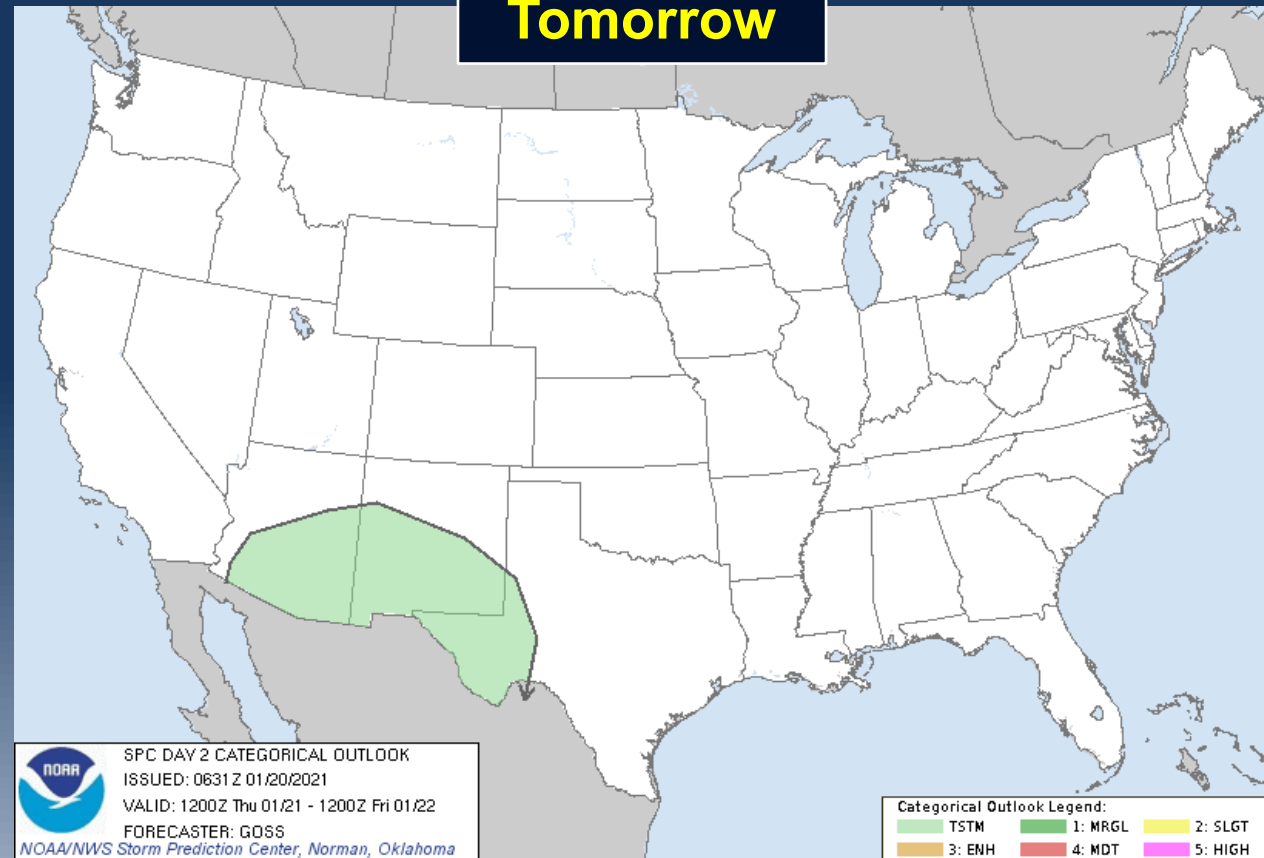 Tomorrow
NOAA
SPC DAY 2 CATEGORICAL OUTLOOK
ISSUED: 0631Z 01/20/2021
VALID: 1200Z Thu 01/21 - 1200Z Fri 01/22
FORECASTER: GOSS
NOAA/NWS Storm Prediction Center, Norman, Oklahoma
Categorical Outlook Legend:
TSTM 1: MRGL 2: SLGT
3: ENH 4: MDT 5: HIGH